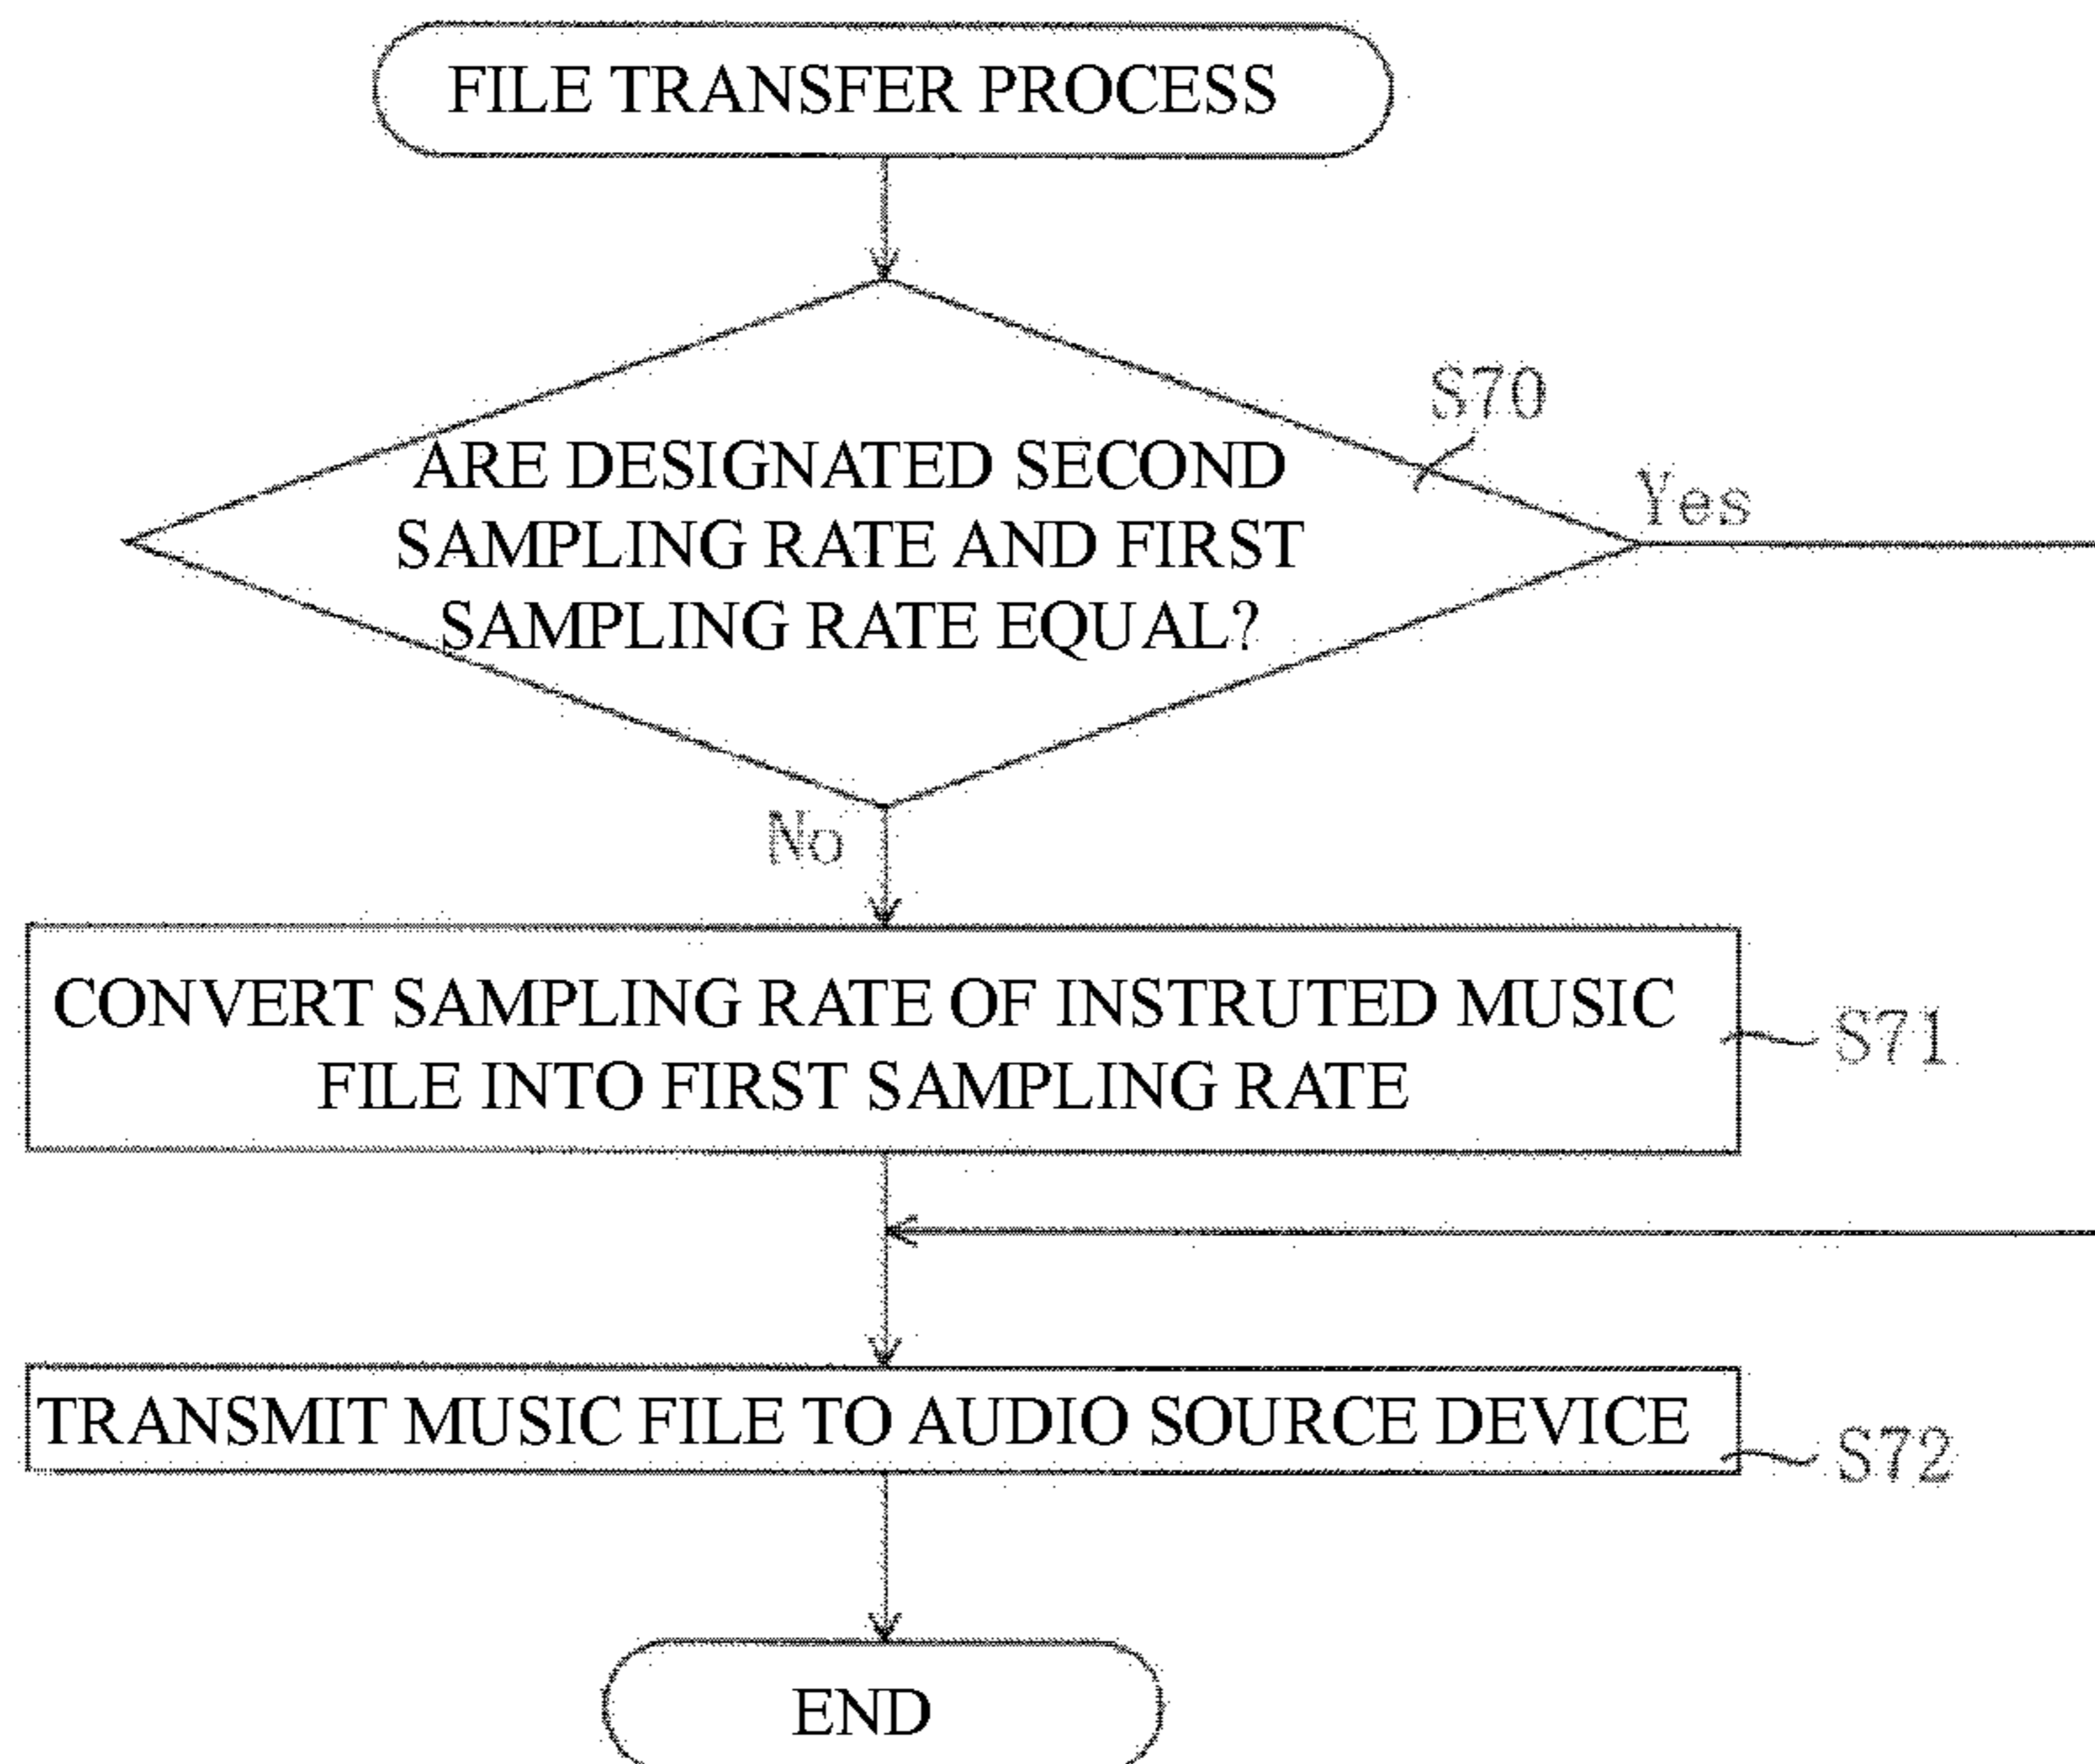 FILE TRANSFER PROCESS
S70
ARE DESIGNATED SECOND
Yes
SAMPLING RATE AND FIRST
SAMPLING RATE EQUAL?
No
CONVERT SAMPLING RATE OF INSTRUTED MUSIC
S71
FILE INTO FIRST SAMPLING RATE
TRANSMIT MUSIC FILE TO AUDIO SOURCE DEVICE
S72
END